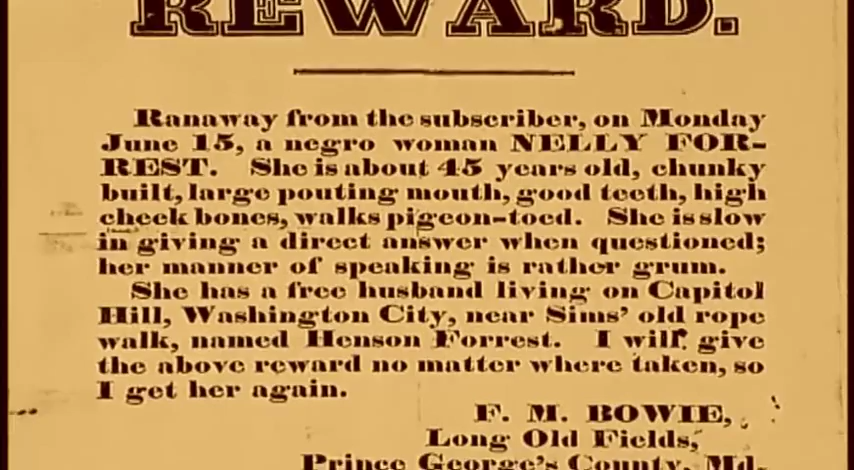 REWARD.
Ranaway from the subscriber, on Monday
June 15, a negro woman NELLY FOR-
REST. She is about 45 years old, chunky
built, large pouting mouth, good teeth, high
cheek bones, walks pigeon-toed. She is slow
in giving a direct answer when questioned;
her manner of speaking is rather grum.
She has a free husband living on Capitol
Hill, Washington City, near Sims' old rope
walk, named Henson Forrest. I will give
the above reward no matter where taken, so
I get her again.
F. M. BOWIE,
Long Old Fields,
Prince George's County, Md.